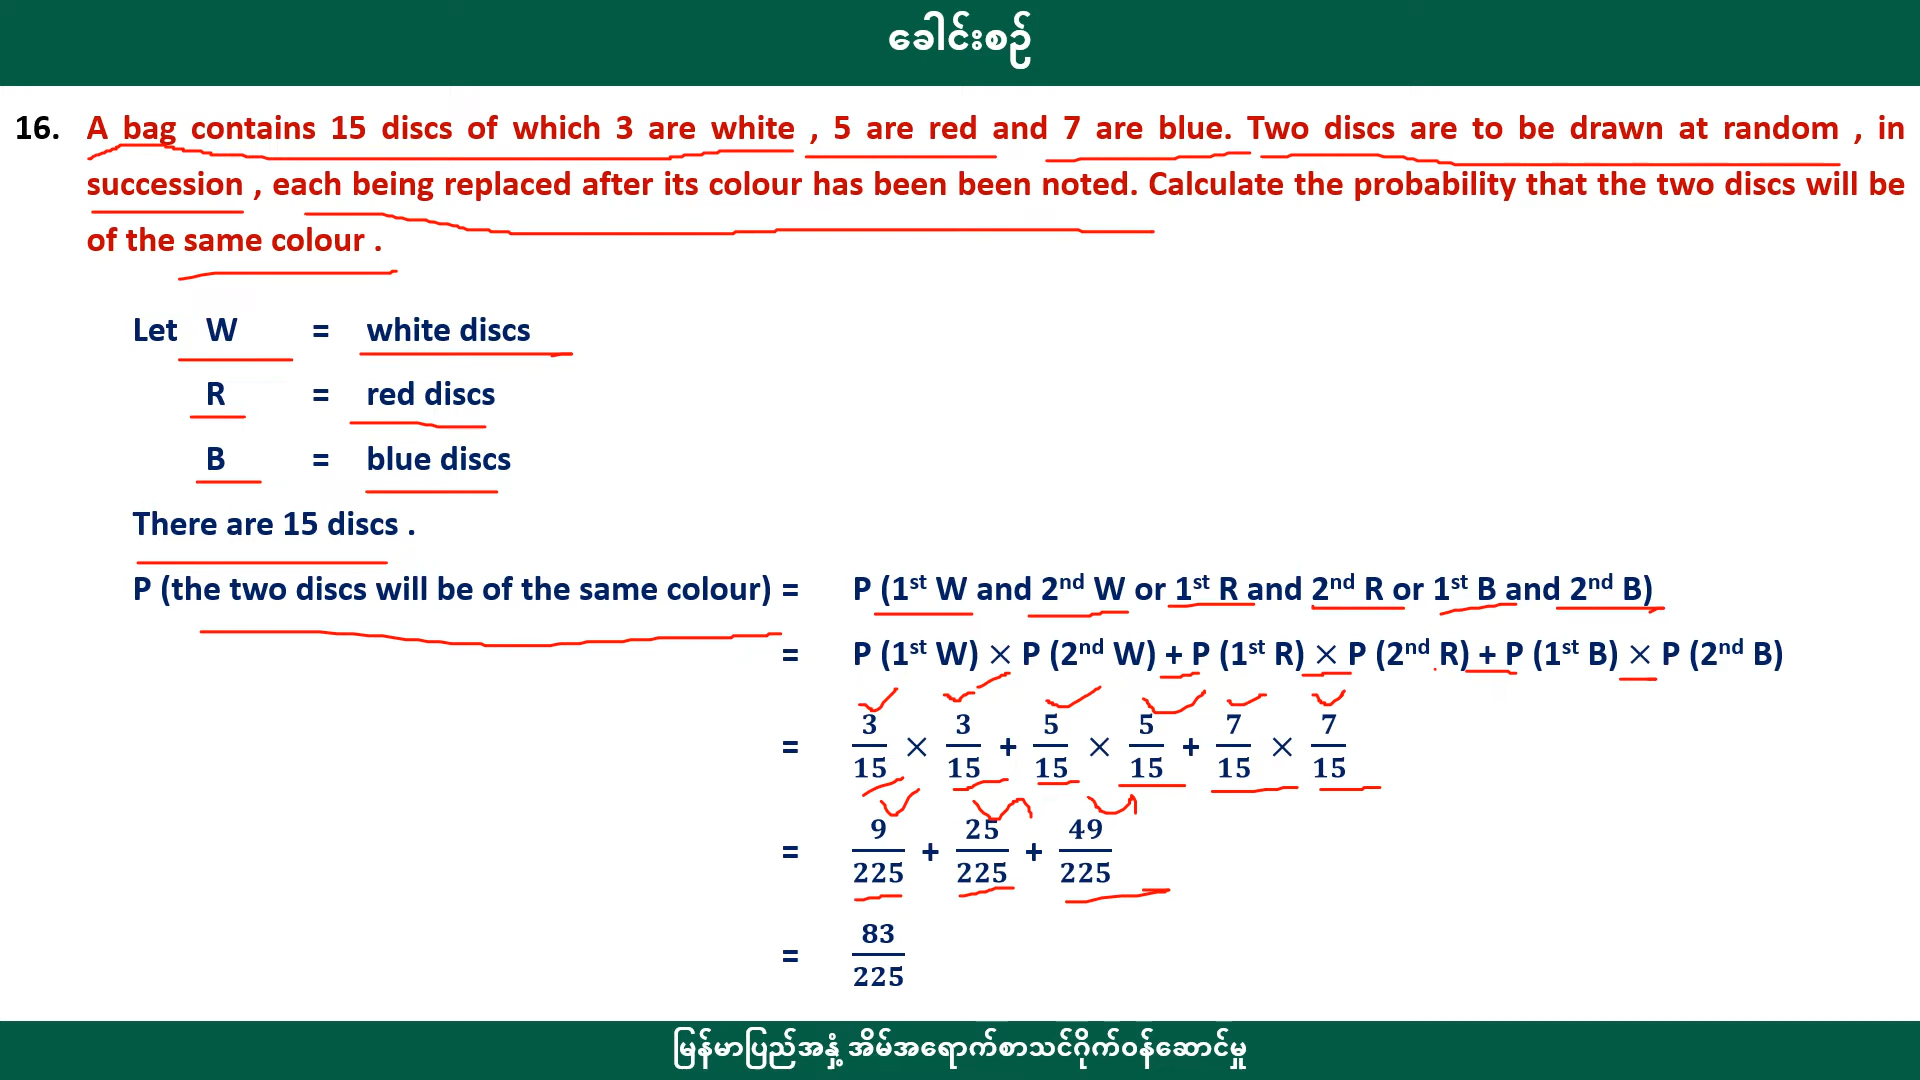 ခေါင်းစဉ်
16. A bag contains 15 discs of which 3 are white , 5 are red and 7 are blue. Two discs are to be drawn at random , in
succession , each being replaced after its colour has been been noted. Calculate the probability that the two discs will be
of the same colour .
Let W = white discs
R = red discs
B = blue discs
There are 15 discs .
P (the two discs will be of the same colour) = P (1st W and 2nd W or 1st R and 2nd R or 1st B and 2nd B)
= P (1st W) × P (2nd W) + P (1st R) × P (2nd R) + P (1st B) × P (2nd B)
= 3/15 × 3/15 + 5/15 × 5/15 + 7/15 × 7/15
= 9/225 + 25/225 + 49/225
= 83/225
မြန်မာပြည်အနှံ့ အိမ်အရောက်စာသင်ဂိုက်ဝန်ဆောင်မှု